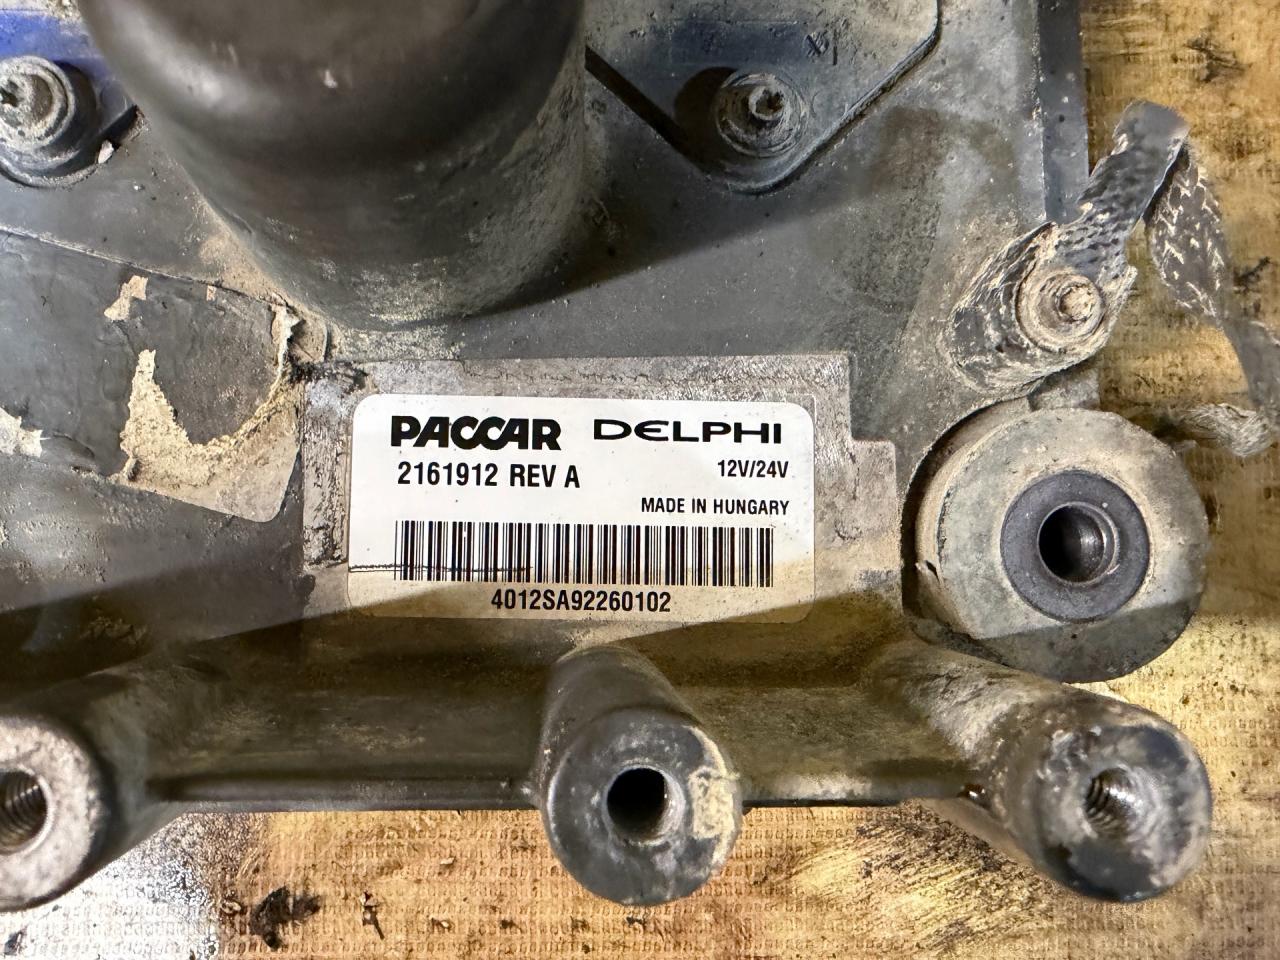 PACCAR DELPHI
2161912 REV A 12V/24V
MADE IN HUNGARY
4012SA92260102